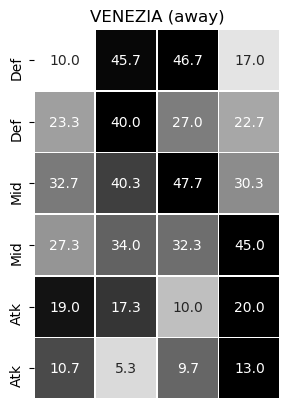 VENEZIA (away)
Def 10.0 45.7 46.7 17.0
Def 23.3 40.0 27.0 22.7
Mid 32.7 40.3 47.7 30.3
Mid 27.3 34.0 32.3 45.0
Atk 19.0 17.3 10.0 20.0
Atk 10.7 5.3 9.7 13.0